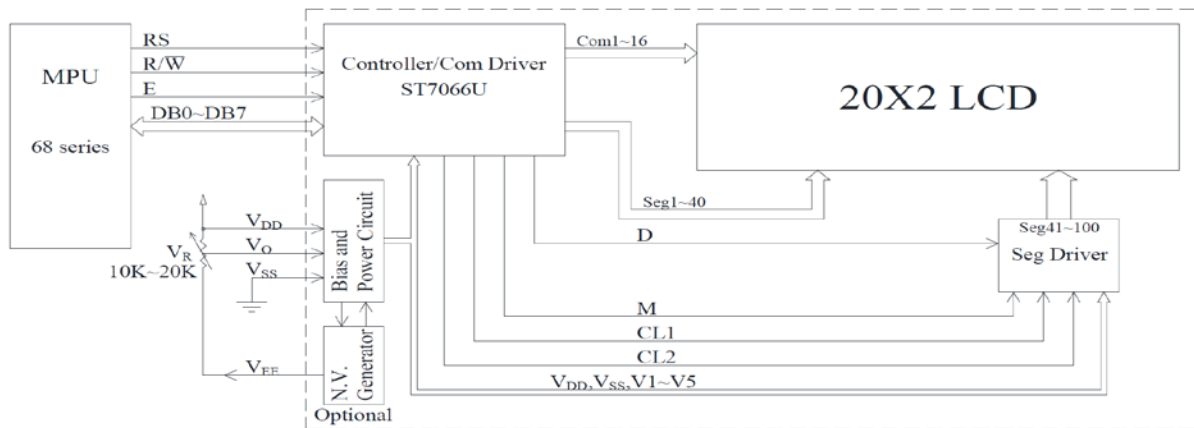 MPU
68 series
RS
R/W̅
E
DB0~DB7
Controller/Com Driver
ST7066U
Com1~16
20X2 LCD
Seg1~40
Seg41~100
Seg Driver
D
M
CL1
CL2
V_DD,V_SS,V1~V5
V_DD
V_O
V_SS
V_R
10K~20K
V_EE
Bias and
Power Circuit
N.V.
Generator
Optional